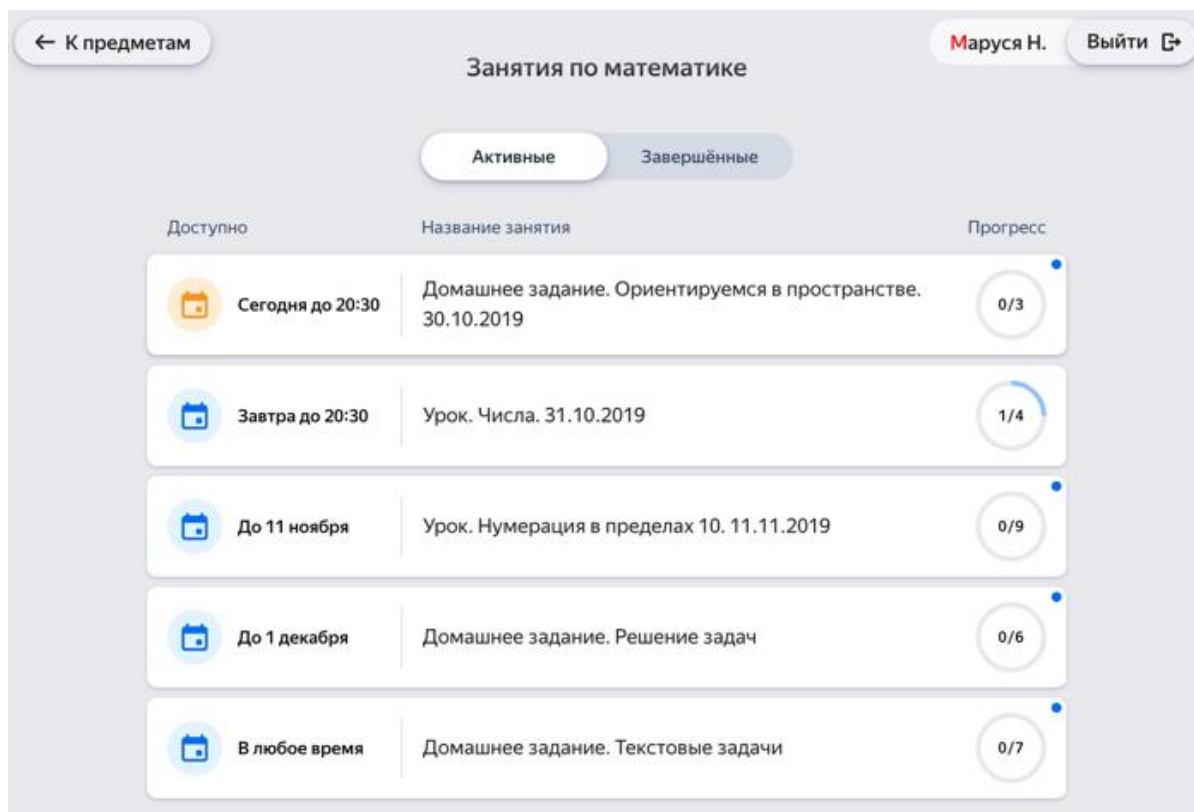 ← К предметам
Маруся Н.
Выйти
Занятия по математике
Активные
Завершённые
Доступно
Название занятия
Прогресс
Сегодня до 20:30
Домашнее задание. Ориентируемся в пространстве.
30.10.2019
0/3
Завтра до 20:30
Урок. Числа. 31.10.2019
1/4
До 11 ноября
Урок. Нумерация в пределах 10. 11.11.2019
0/9
До 1 декабря
Домашнее задание. Решение задач
0/6
В любое время
Домашнее задание. Текстовые задачи
0/7